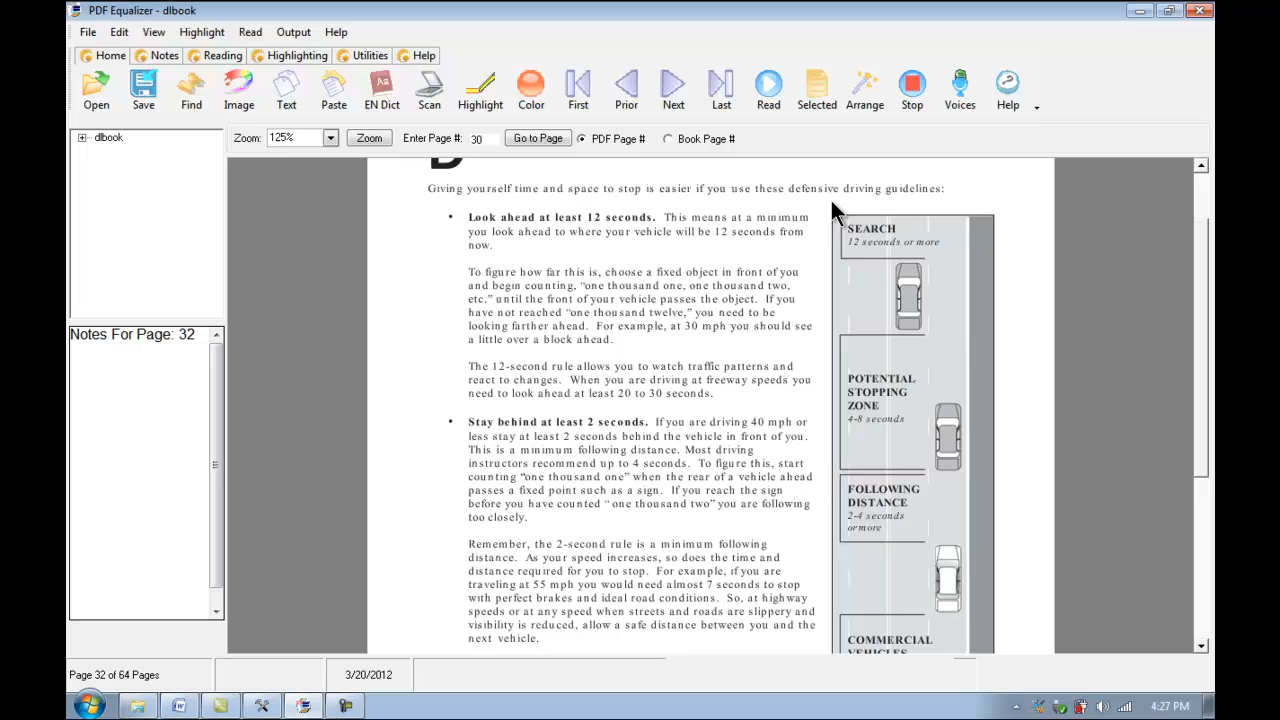 PDF Equalizer - dlbook
File Edit View Highlight Read Output Help
Home Notes Reading Highlighting Utilities Help
Open Save Find Image Text Paste EN Dict Scan Highlight Color First Prior Next Last Read Selected Arrange Stop Voices Help
Zoom: 125% Zoom Enter Page #: 30 Go to Page PDF Page # Book Page #
dlbook
Notes For Page: 32
Giving yourself time and space to stop is easier if you use these defensive driving guidelines:
• Look ahead at least 12 seconds. This means at a minimum
you look ahead to where your vehicle will be 12 seconds from
now.
To figure how far this is, choose a fixed object in front of you
and begin counting, “one thousand one, one thousand two,
etc.” until the front of your vehicle passes the object. If you
have not reached “one thousand twelve,” you need to be
looking farther ahead. For example, at 30 mph you should see
a little over a block ahead.
The 12-second rule allows you to watch traffic patterns and
react to changes. When you are driving at freeway speeds you
need to look ahead at least 20 to 30 seconds.
• Stay behind at least 2 seconds. If you are driving 40 mph or
less stay at least 2 seconds behind the vehicle in front of you.
This is a minimum following distance. Most driving
instructors recommend up to 4 seconds. To figure this, start
counting “one thousand one” when the rear of a vehicle ahead
passes a fixed point such as a sign. If you reach the sign
before you have counted “ one thousand two” you are following
too closely.
Remember, the 2-second rule is a minimum following
distance. As your speed increases, so does the time and
distance required for you to stop. For example, if you are
traveling at 55 mph you would need almost 7 seconds to stop
with perfect brakes and ideal road conditions. So, at highway
speeds or at any speed when streets and roads are slippery and
visibility is reduced, allow a safe distance between you and the
next vehicle.
SEARCH
12 seconds or more
POTENTIAL
STOPPING
ZONE
4-8 seconds
FOLLOWING
DISTANCE
2-4 seconds
or more
COMMERCIAL
VEHICLES
Page 32 of 64 Pages
3/20/2012
4:27 PM